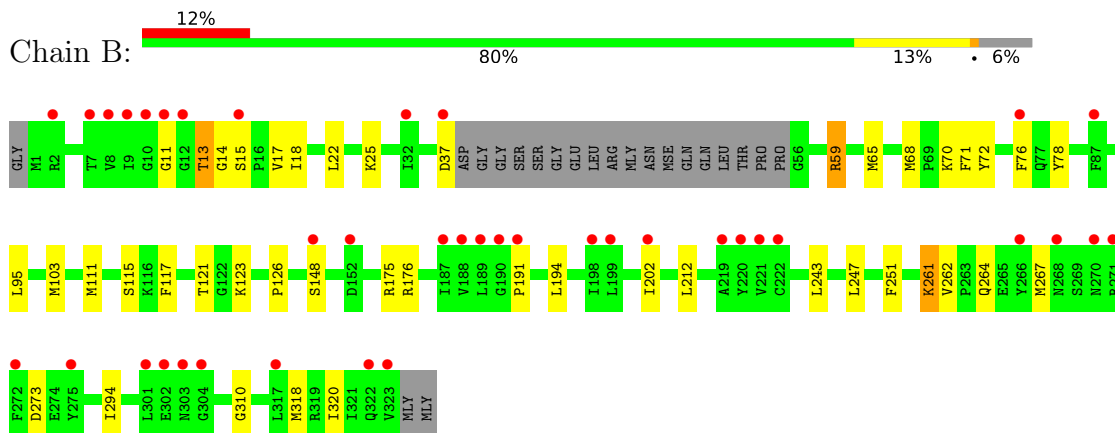 12%
Chain B:
80% 13% • 6%
GLY M1 R2 T7 V8 I9 G10 G11 G12 T13 G14 S15 P16 V17 I18 L22 K25 I32 D37 ASP GLY GLY SER SER GLY GLU LEU ARG MLY ASN MSE GLN GLN LEU THR PRO PRO G56 R59 M65 M68 P69 K70 F71 Y72 F76 Q77 Y78 F87
L95 M103 M111 S115 K116 F117 T121 G122 K123 P126 S148 D152 R175 R176 I187 V188 L189 G190 P191 L194 I198 L199 I202 L212 A219 Y220 V221 C222 L243 L247 F251 K261 V262 P263 Q264 E265 Y266 M267 N268 S269 N270 R271
F272 D273 E274 Y275 I294 L301 E302 N303 G304 G310 L317 M318 R319 I320 I321 Q322 V323 MLY MLY